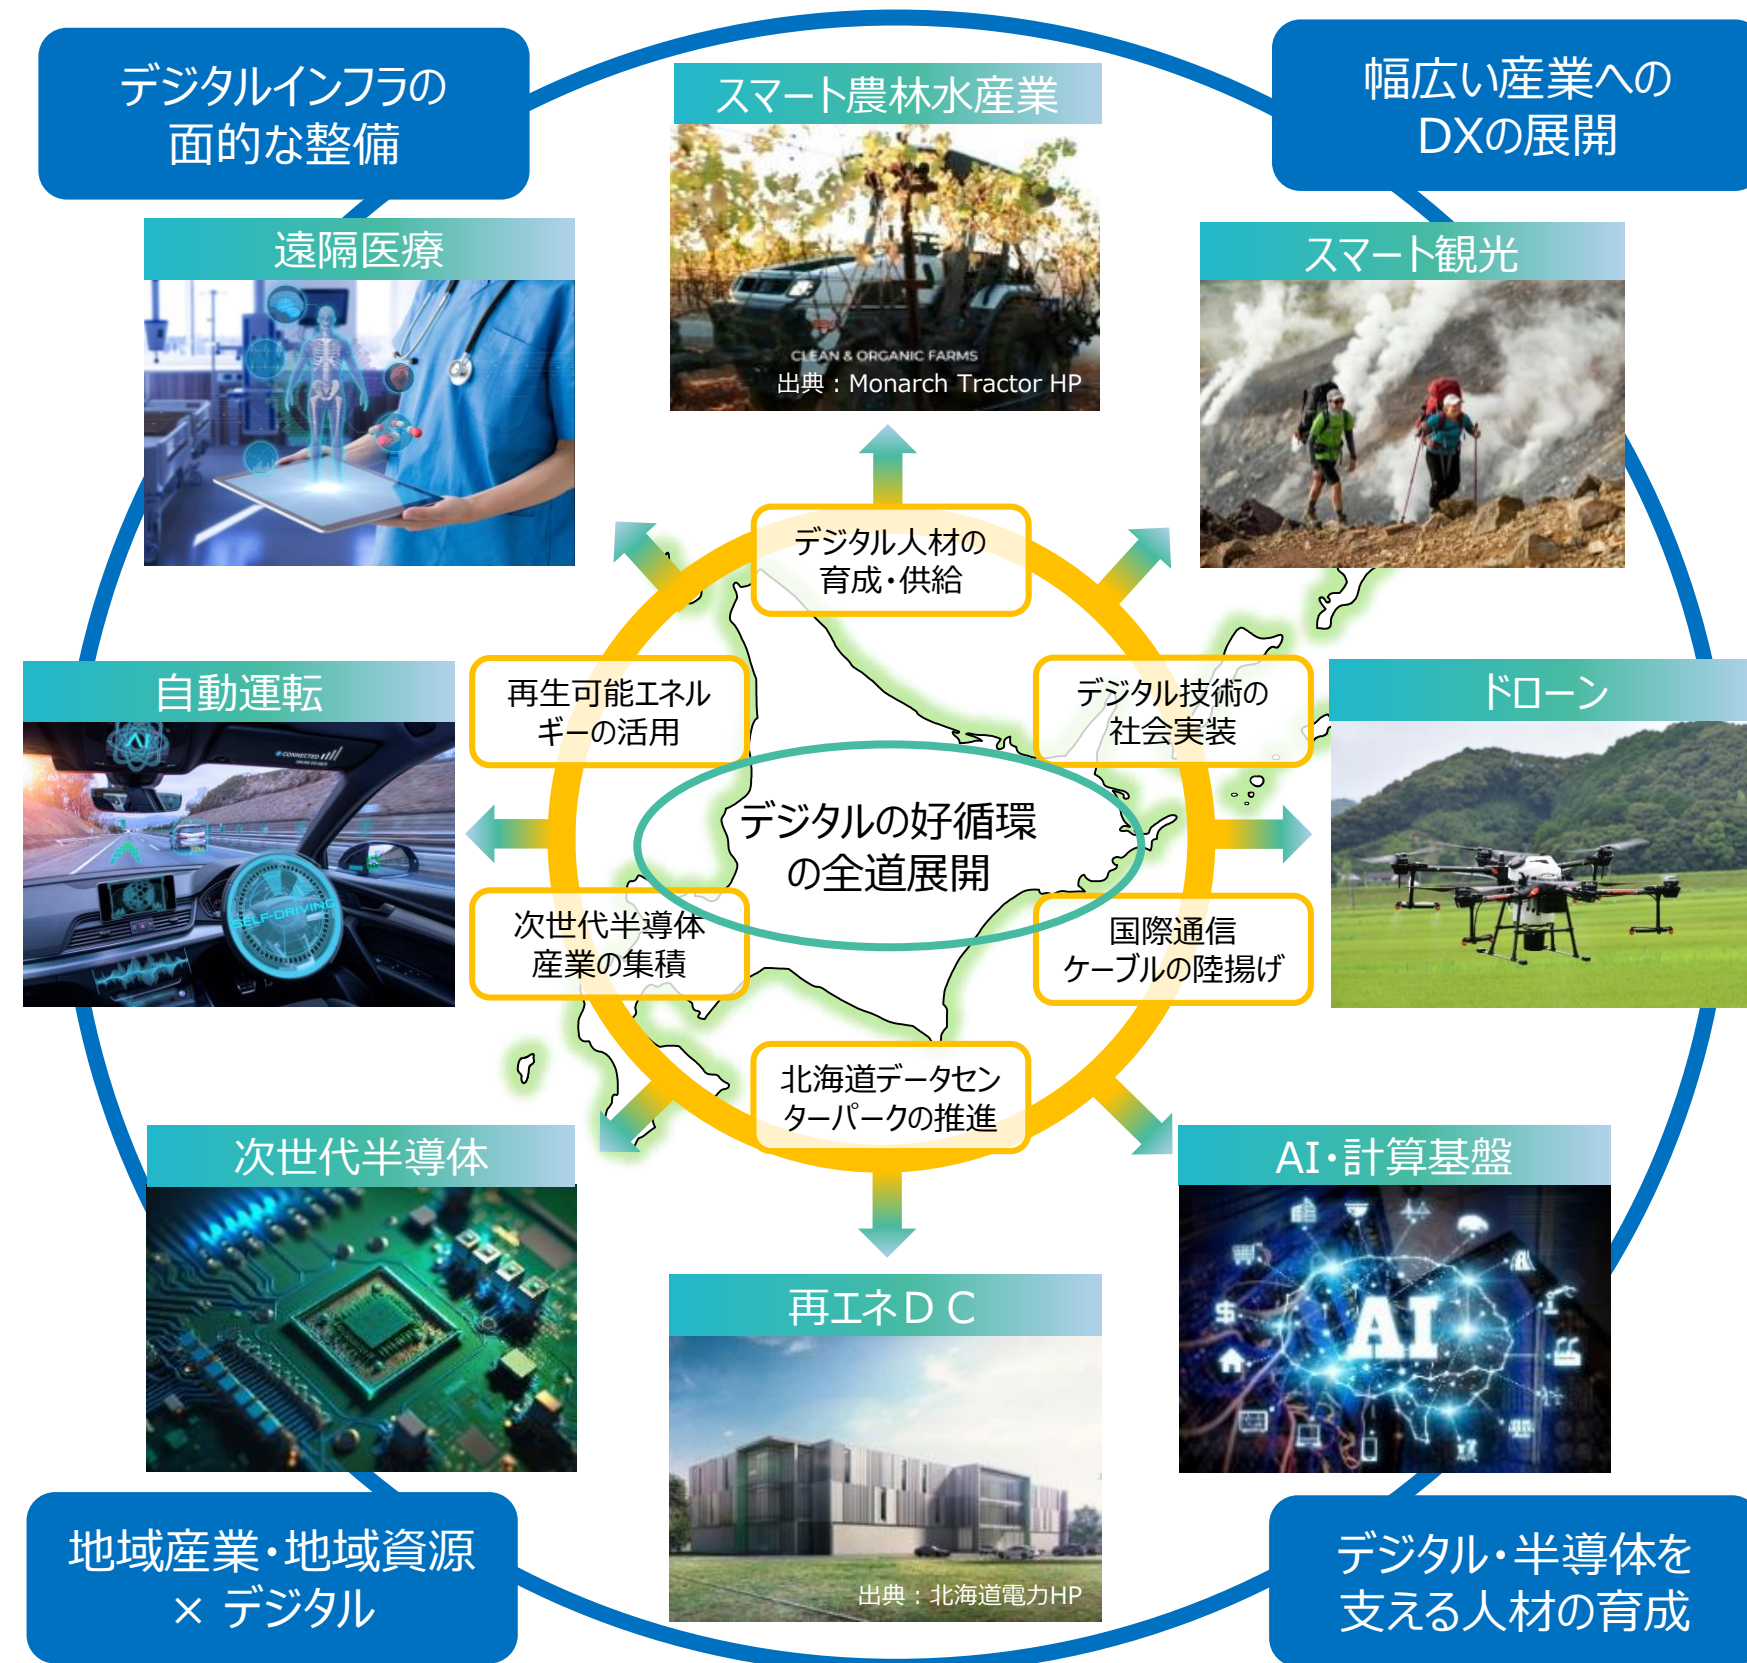 デジタルインフラの
面的な整備
幅広い産業への
DXの展開
スマート農林水産業
CLEAN & ORGANIC FARMS
出典：Monarch Tractor HP
遠隔医療
スマート観光
デジタル人材の
育成・供給
自動運転
AI
CONNECTED
SELF-DRIVING
再生可能エネル
ギーの活用
デジタル技術の
社会実装
ドローン
デジタルの好循環
の全道展開
次世代半導体
産業の集積
国際通信
ケーブルの陸揚げ
北海道データセン
ターパークの推進
次世代半導体
AI・計算基盤
AI
再エネＤＣ
出典：北海道電力HP
地域産業・地域資源
× デジタル
デジタル・半導体を
支える人材の育成